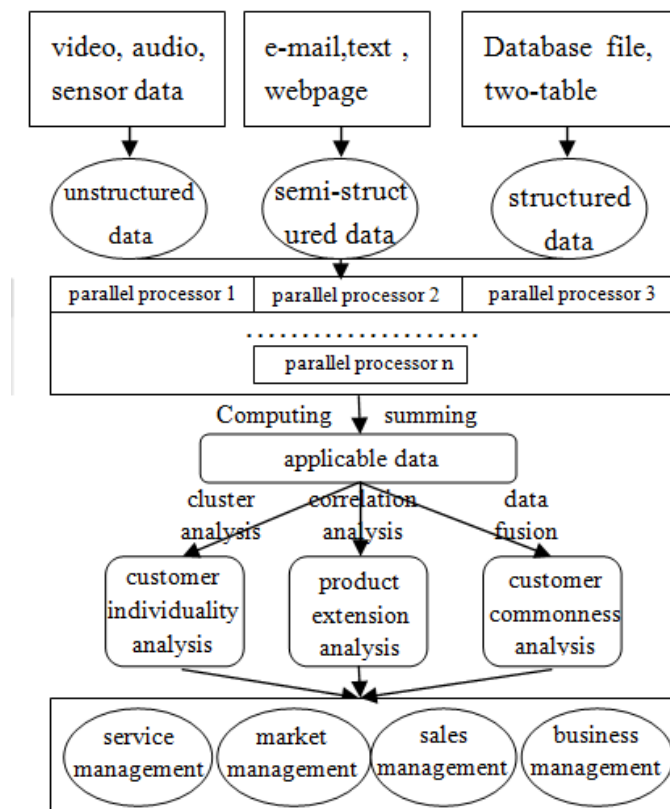 video, audio,
sensor data
e-mail,text ,
webpage
Database file,
two-table
unstructured
data
semi-struct
ured data
structured
data
parallel processor 1
parallel processor 2
parallel processor 3
......................
parallel processor n
Computing summing
applicable data
cluster
analysis
correlation
analysis
data
fusion
customer
individuality
analysis
product
extension
analysis
customer
commonness
analysis
service
management
market
management
sales
management
business
management